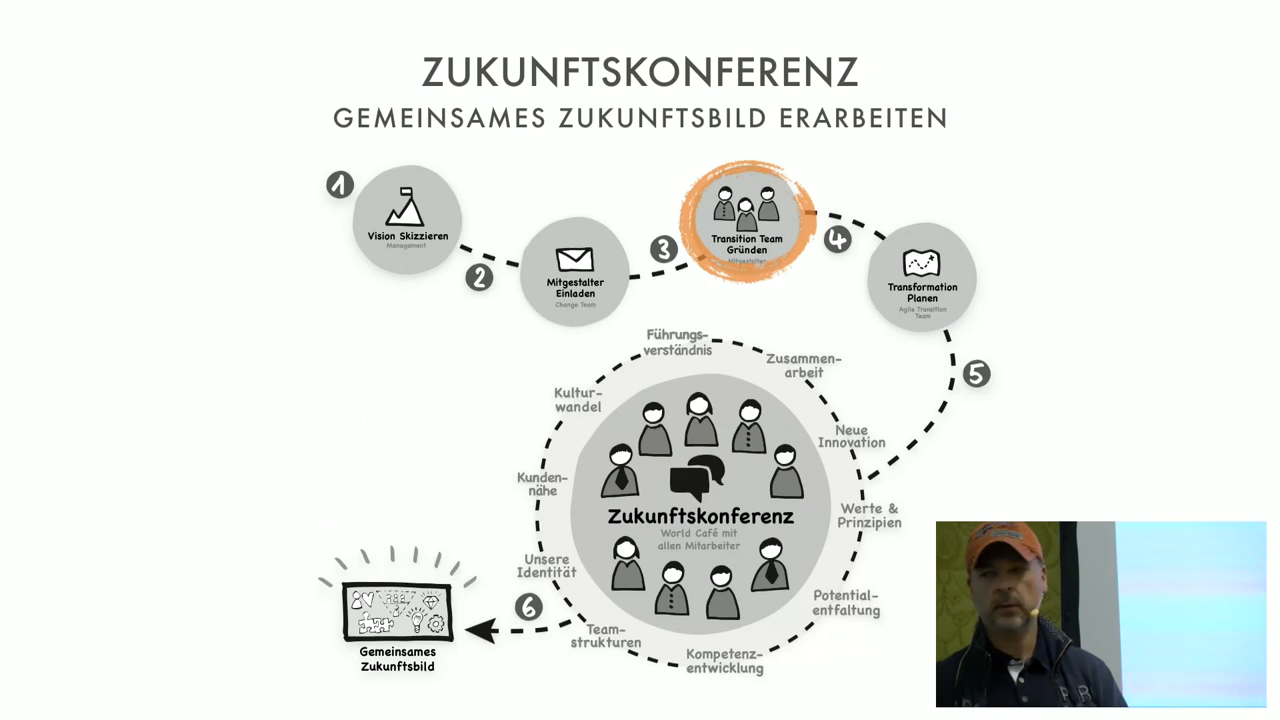 ZUKUNFTSKONFERENZ
GEMEINSAMES ZUKUNFTSBILD ERARBEITEN
1
Vision Skizzieren
Management
2
Mitgestalter
Einladen
Change Team
3
Transition Team
Gründen
Mitgestalter
4
Transformation
Planen
Agile Transition
Team
5
Führungs-
verständnis
Zusammen-
arbeit
Kultur-
wandel
Neue
Innovation
Kunden-
nähe
Werte &
Prinzipien
Zukunftskonferenz
World Café mit
allen Mitarbeiter
Unsere
Identität
Potential-
entfaltung
Team-
strukturen
Kompetenz-
entwicklung
6
Gemeinsames
Zukunftsbild